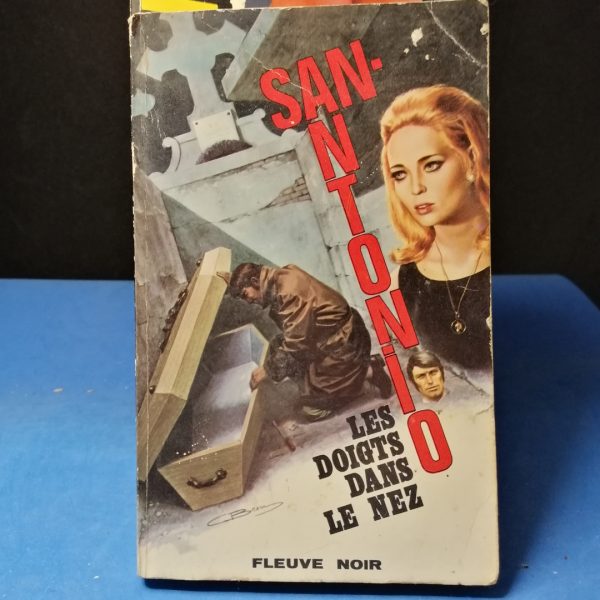 SAN-
ANTONIO
LES
DOIGTS
DANS
LE NEZ
FLEUVE NOIR